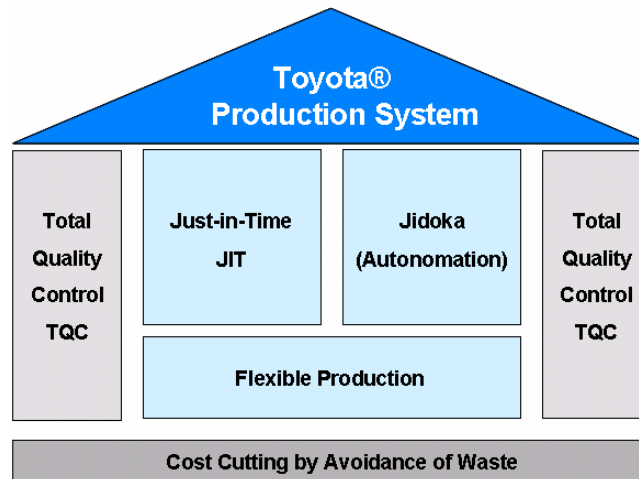 Toyota®
Production System
Total
Quality
Control
TQC
Just-in-Time
JIT
Jidoka
(Autonomation)
Total
Quality
Control
TQC
Flexible Production
Cost Cutting by Avoidance of Waste